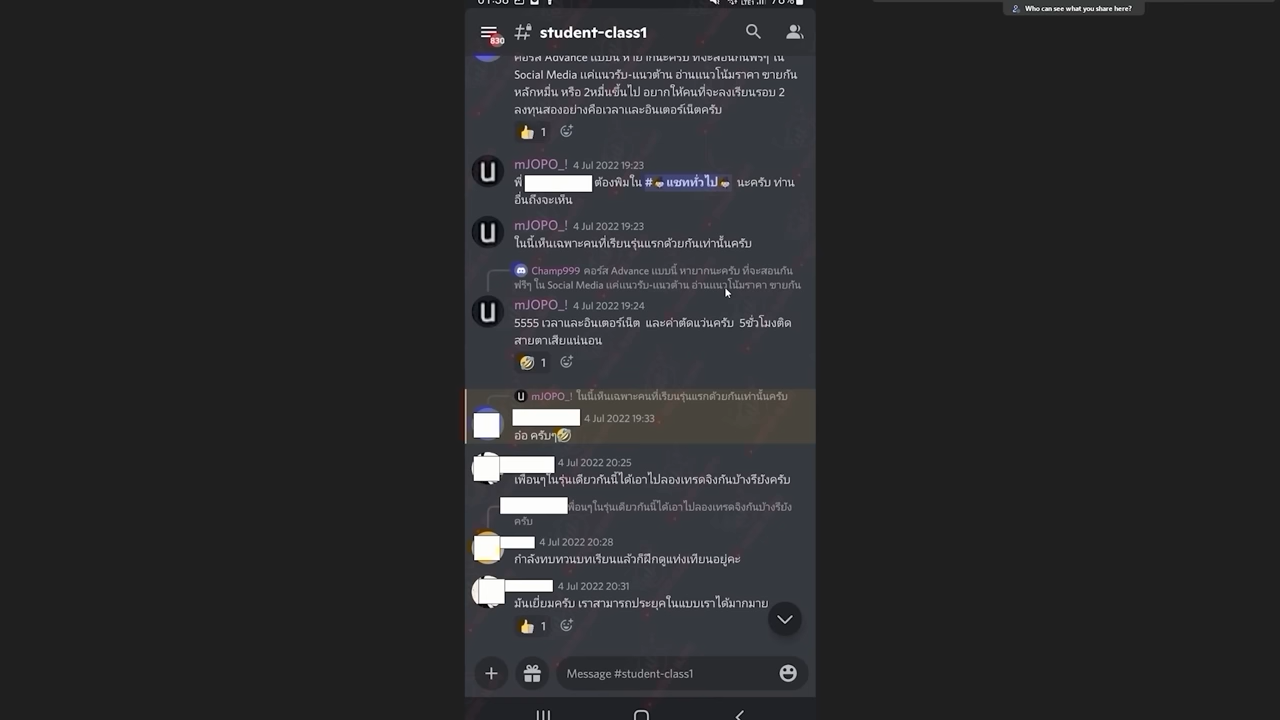 Who can see what you share here?
830
student-class1
คอร์ส Advance แบบนี้ หายากนะครับ ที่จะสอนกันฟรีๆ ใน
Social Media แค่แนวรับ-แนวต้าน อ่านแนวโน้มราคา ขายกัน
หลักหมื่น หรือ 2หมื่นขึ้นไป อยากให้คนที่จะลงเรียนรอบ 2
ลงทุนสองอย่างคือเวลาและอินเตอร์เน็ตครับ
👍 1
mJOPO_! 4 Jul 2022 19:23
พี่ ต้องพิมใน #🧒แชททั่วไป🧒 นะครับ ท่าน
อื่นถึงจะเห็น
mJOPO_! 4 Jul 2022 19:23
ในนี้เห็นเฉพาะคนที่เรียนรุ่นแรกด้วยกันเท่านั้นครับ
Champ999 คอร์ส Advance แบบนี้ หายากนะครับ ที่จะสอนกัน
ฟรีๆ ใน Social Media แค่แนวรับ-แนวต้าน อ่านแนวโน้มราคา ขายกัน
mJOPO_! 4 Jul 2022 19:24
5555 เวลาและอินเตอร์เน็ต และค่าตัดแว่นครับ 5ชั่วโมงติด
สายตาเสียแน่นอน
🤣 1
mJOPO_! ในนี้เห็นเฉพาะคนที่เรียนรุ่นแรกด้วยกันเท่านั้นครับ
4 Jul 2022 19:33
อ๋อ ครับๆ🤣
4 Jul 2022 20:25
เพื่อนๆในรุ่นเดียวกันนี้ได้เอาไปลองเทรดจิงกันบ้างรึยังครับ
พื่อนๆในรุ่นเดียวกันนี้ได้เอาไปลองเทรดจิงกันบ้างรึยัง
ครับ
4 Jul 2022 20:28
กำลังทบทวนบทเรียนแล้วก็ฝึกดูแท่งเทียนอยู่คะ
4 Jul 2022 20:31
มันเยี่ยมครับ เราสามารถประยุคในแบบเราได้มากมาย
👍 1
Message #student-class1